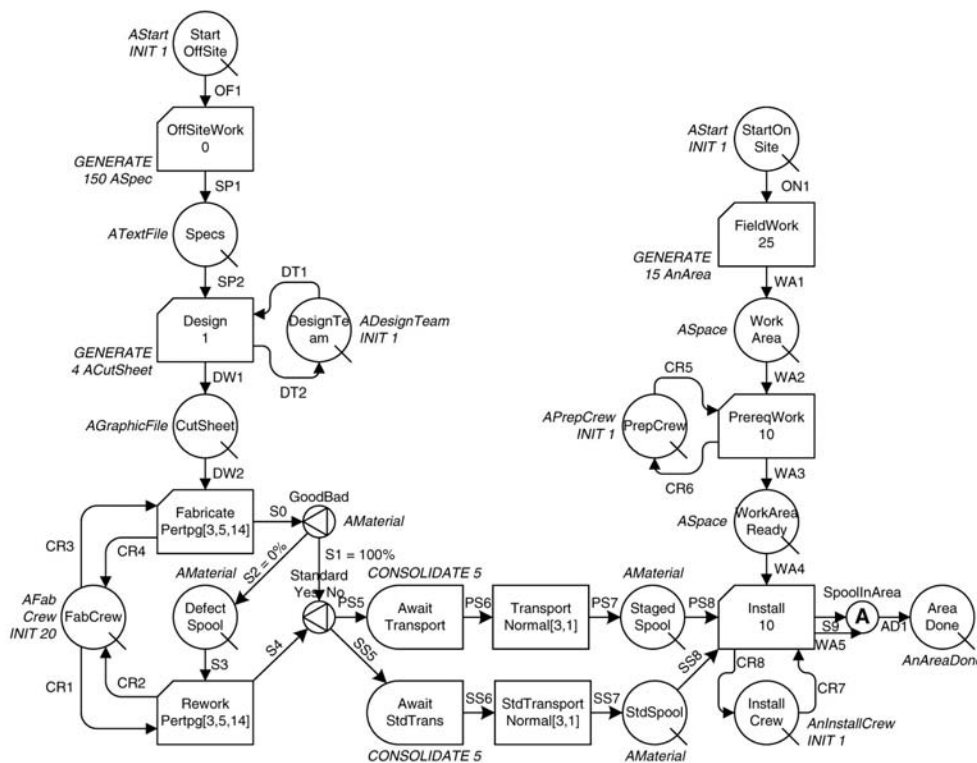 AStart
INIT 1
Start
OffSite
OF1
OffSiteWork
0
GENERATE
150 ASpec
SP1
ATextFile
Specs
SP2
Design
1
GENERATE
4 ACutSheet
DT1
DesignTe
am
ADesignTeam
INIT 1
DT2
DW1
AGraphicFile
CutSheet
DW2
Fabricate
Pertpg[3,5,14]
S0
GoodBad
AMaterial
CR3
CR4
S2 = 0%
S1 = 100%
AFab
Crew
INIT 20
FabCrew
AMaterial
Defect
Spool
S3
Standard
Yes No
S4
CR1
CR2
Rework
Pertpg[3,5,14]
PS5
CONSOLIDATE 5
Await
Transport
PS6
Transport
Normal[3,1]
PS7
AMaterial
Staged
Spool
PS8
SS5
Await
StdTrans
CONSOLIDATE 5
SS6
StdTransport
Normal[3,1]
SS7
StdSpool
AMaterial
SS8
AStart
INIT 1
StartOn
Site
ON1
FieldWork
25
GENERATE
15 AnArea
WA1
ASpace
Work
Area
WA2
CR5
APrepCrew
INIT 1
PrepCrew
PrereqWork
10
CR6
WA3
ASpace
WorkArea
Ready
WA4
Install
10
SpoolInArea
S9
WA5
A
AD1
Area
Done
AnAreaDone
CR8
CR7
Install
Crew
AnInstallCrew
INIT 1